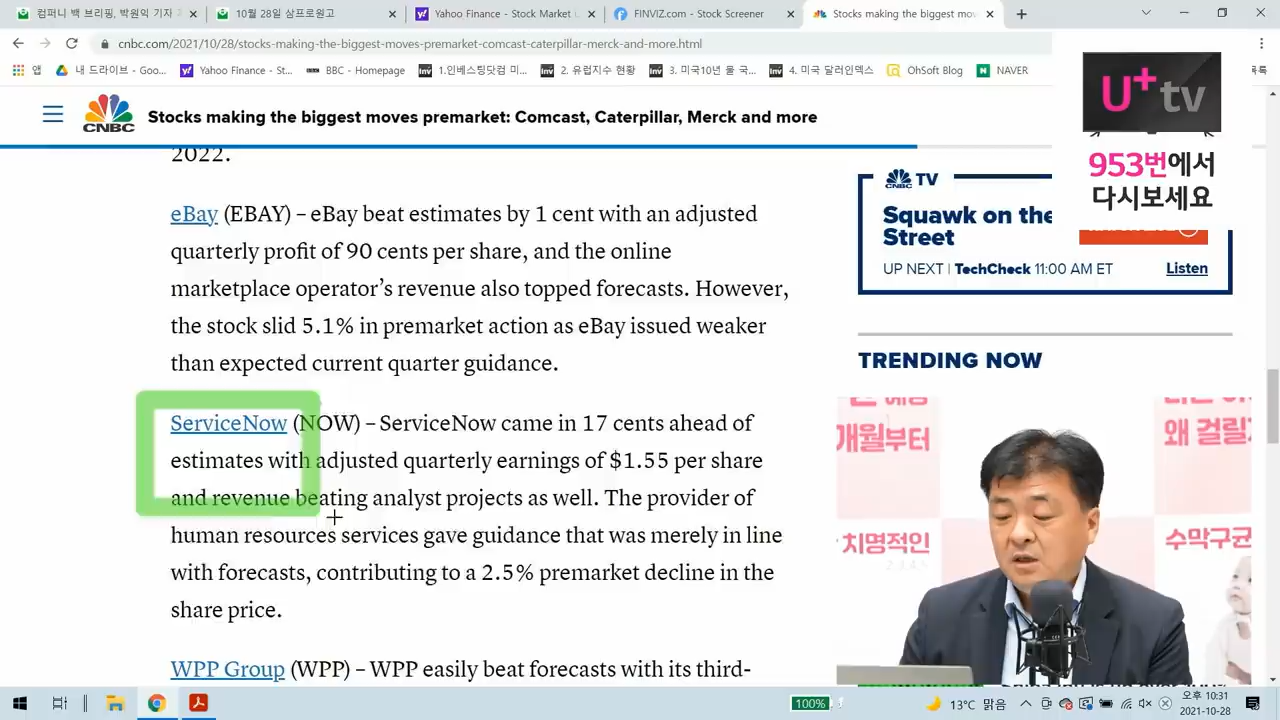 컴퍼니 백 브리핑, 박원익 기자
10월 28일 삼프로원고
Yahoo Finance - Stock Market
FINVIZ.com - Stock Screener
Stocks making the biggest mov
cnbc.com/2021/10/28/stocks-making-the-biggest-moves-premarket-comcast-caterpillar-merck-and-more.html
앱
내 드라이브 - Goo...
Yahoo Finance - St...
BBC - Homepage
1.인베스팅닷컴 미...
2. 유럽지수 현황
3. 미국10년 물 국...
4. 미국 달러인덱스
OhSoft Blog
NAVER
목록
U+tv
953번에서
다시보세요
CNBC
Stocks making the biggest moves premarket: Comcast, Caterpillar, Merck and more
2022.
eBay (EBAY) – eBay beat estimates by 1 cent with an adjusted
quarterly profit of 90 cents per share, and the online
marketplace operator’s revenue also topped forecasts. However,
the stock slid 5.1% in premarket action as eBay issued weaker
than expected current quarter guidance.
ServiceNow (NOW) – ServiceNow came in 17 cents ahead of
estimates with adjusted quarterly earnings of $1.55 per share
and revenue beating analyst projects as well. The provider of
human resources services gave guidance that was merely in line
with forecasts, contributing to a 2.5% premarket decline in the
share price.
WPP Group (WPP) – WPP easily beat forecasts with its third-
CNBC TV
Squawk on the
Street
UP NEXT | TechCheck 11:00 AM ET
Listen
TRENDING NOW
개월부터
왜 걸릴
치명적인
수막구균
100%
13°C 맑음
오후 10:31
2021-10-28